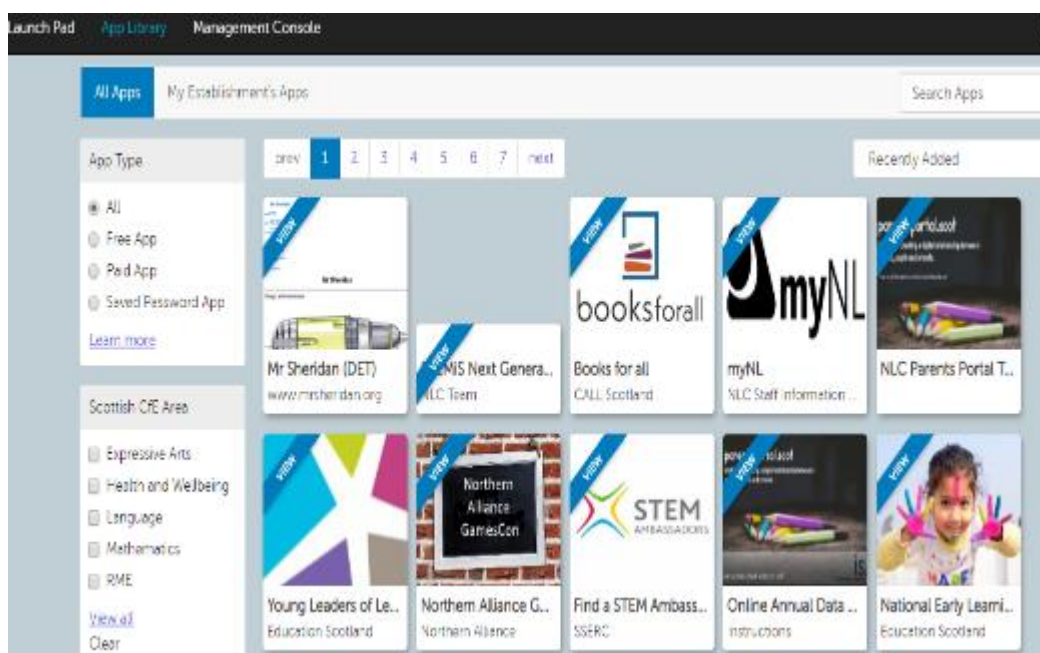 Launch Pad App Library Management Console
All Apps My Establishment's Apps Search Apps
App Type
prev 1 2 3 4 5 6 7 next
Recently Added
All
Free App
Paid App
Saved Password App
Learn more
Scottish CfE Area
Expressive Arts
Health and Wellbeing
Language
Mathematics
RME
View all
Clear
VIEW
Mr Sheridan
Mr Sheridan (DET)
www.mrsheridan.org
VIEW
Next Genera...
NLC Team
VIEW
booksforall
Books for all
CALL Scotland
VIEW
myNL
myNL
NLC Staff Information ...
VIEW
NLC Parents Portal T...
VIEW
Young Leaders of Le...
Education Scotland
VIEW
Northern
Alliance
GamesCon
Northern Alliance G...
Northern Alliance
VIEW
STEM
AMBASSADORS
Find a STEM Ambass...
SSERC
VIEW
is
Online Annual Data ...
Instructions
VIEW
National Early Learni...
Education Scotland